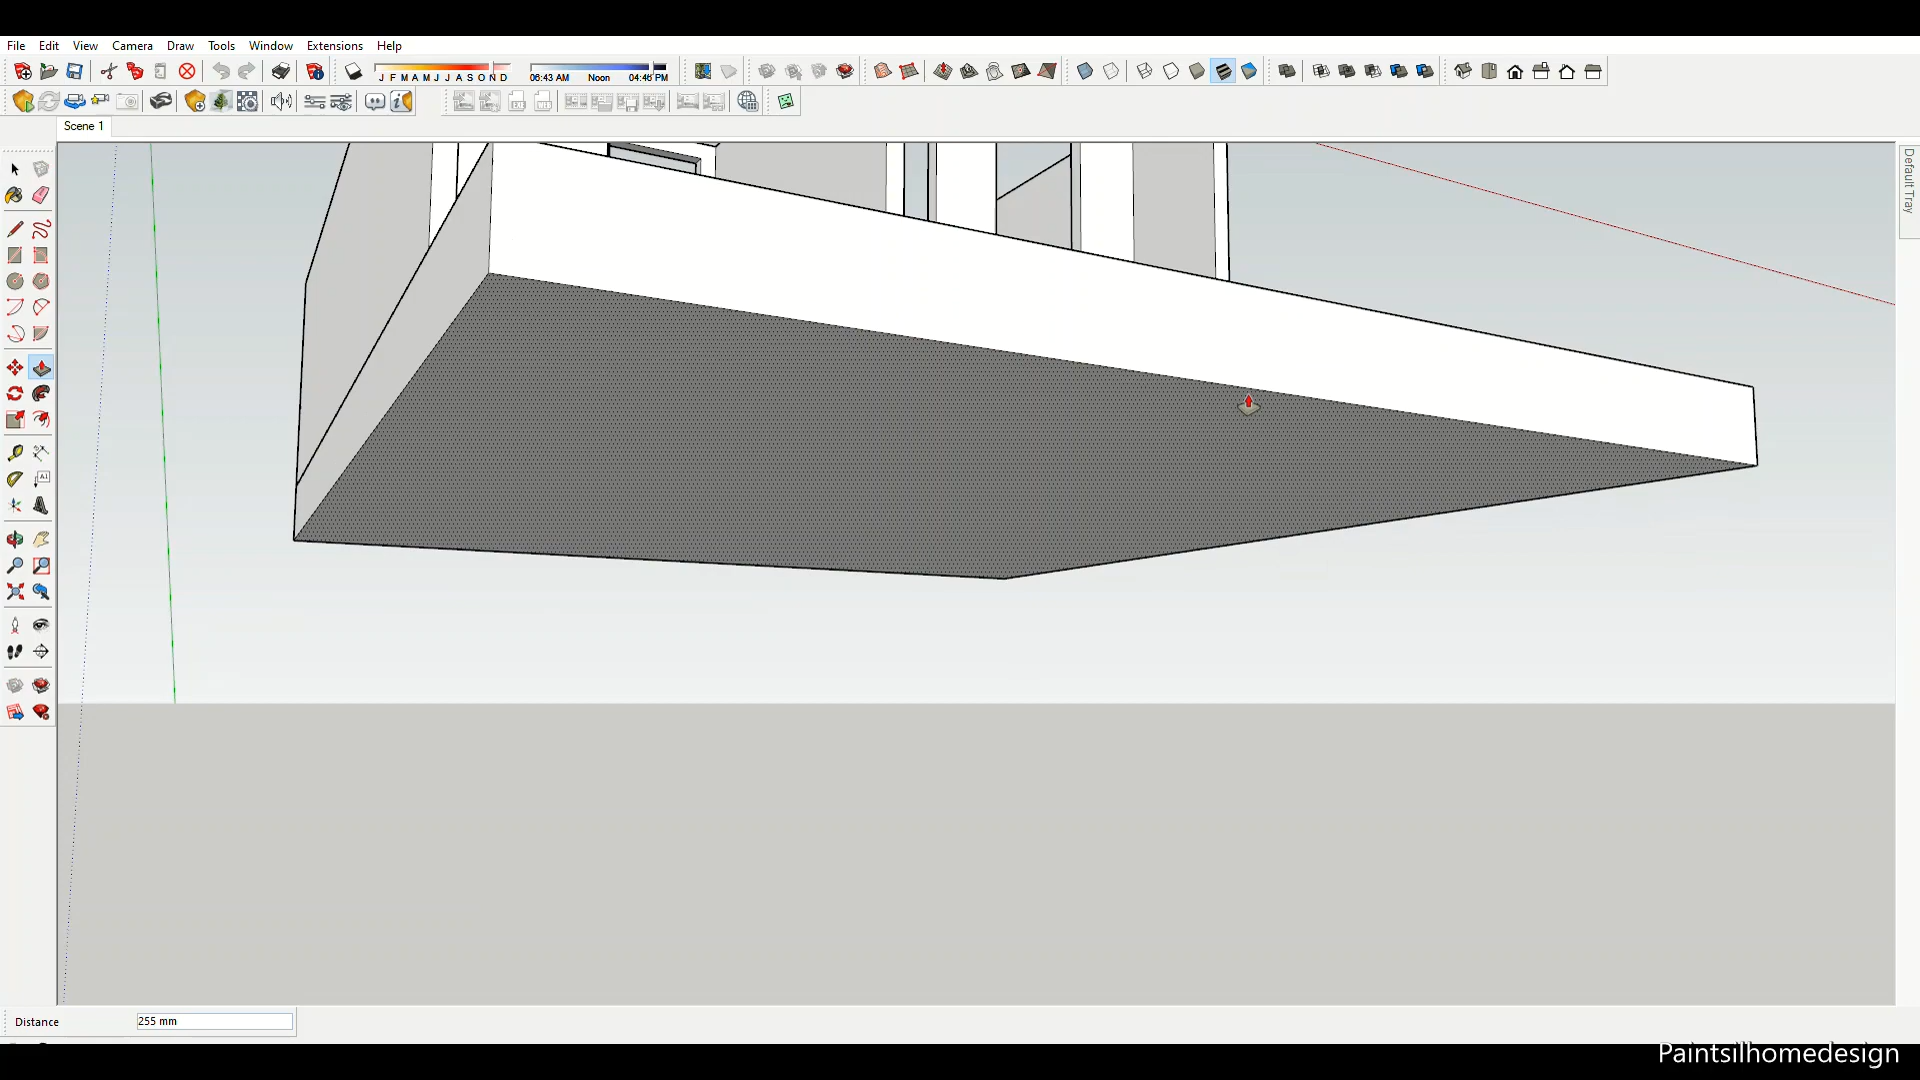 File Edit View Camera Draw Tools Window Extensions Help
J F M A M J J A S O N D
06:43 AM Noon 04:46 PM
Scene 1
Default Tray
Distance 255 mm
Paintsilhomedesign